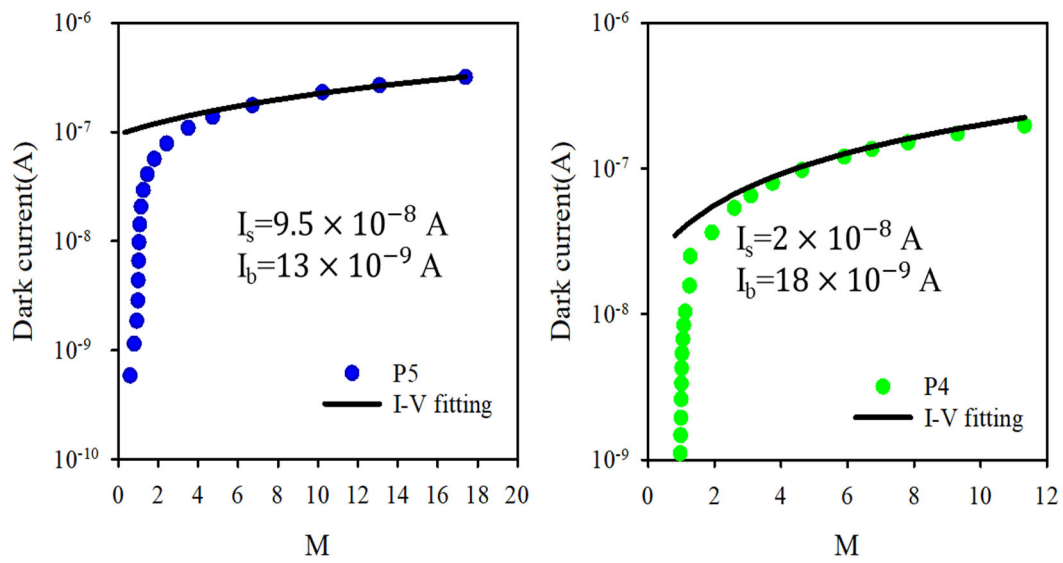 10⁻⁶
10⁻⁷
10⁻⁸
10⁻⁹
10⁻¹⁰
Dark current(A)
Iₛ=9.5 × 10⁻⁸ A
I_b=13 × 10⁻⁹ A
P5
I-V fitting
0 2 4 6 8 10 12 14 16 18 20
M
10⁻⁶
10⁻⁷
10⁻⁸
10⁻⁹
Dark current(A)
Iₛ=2 × 10⁻⁸ A
I_b=18 × 10⁻⁹ A
P4
I-V fitting
0 2 4 6 8 10 12
M